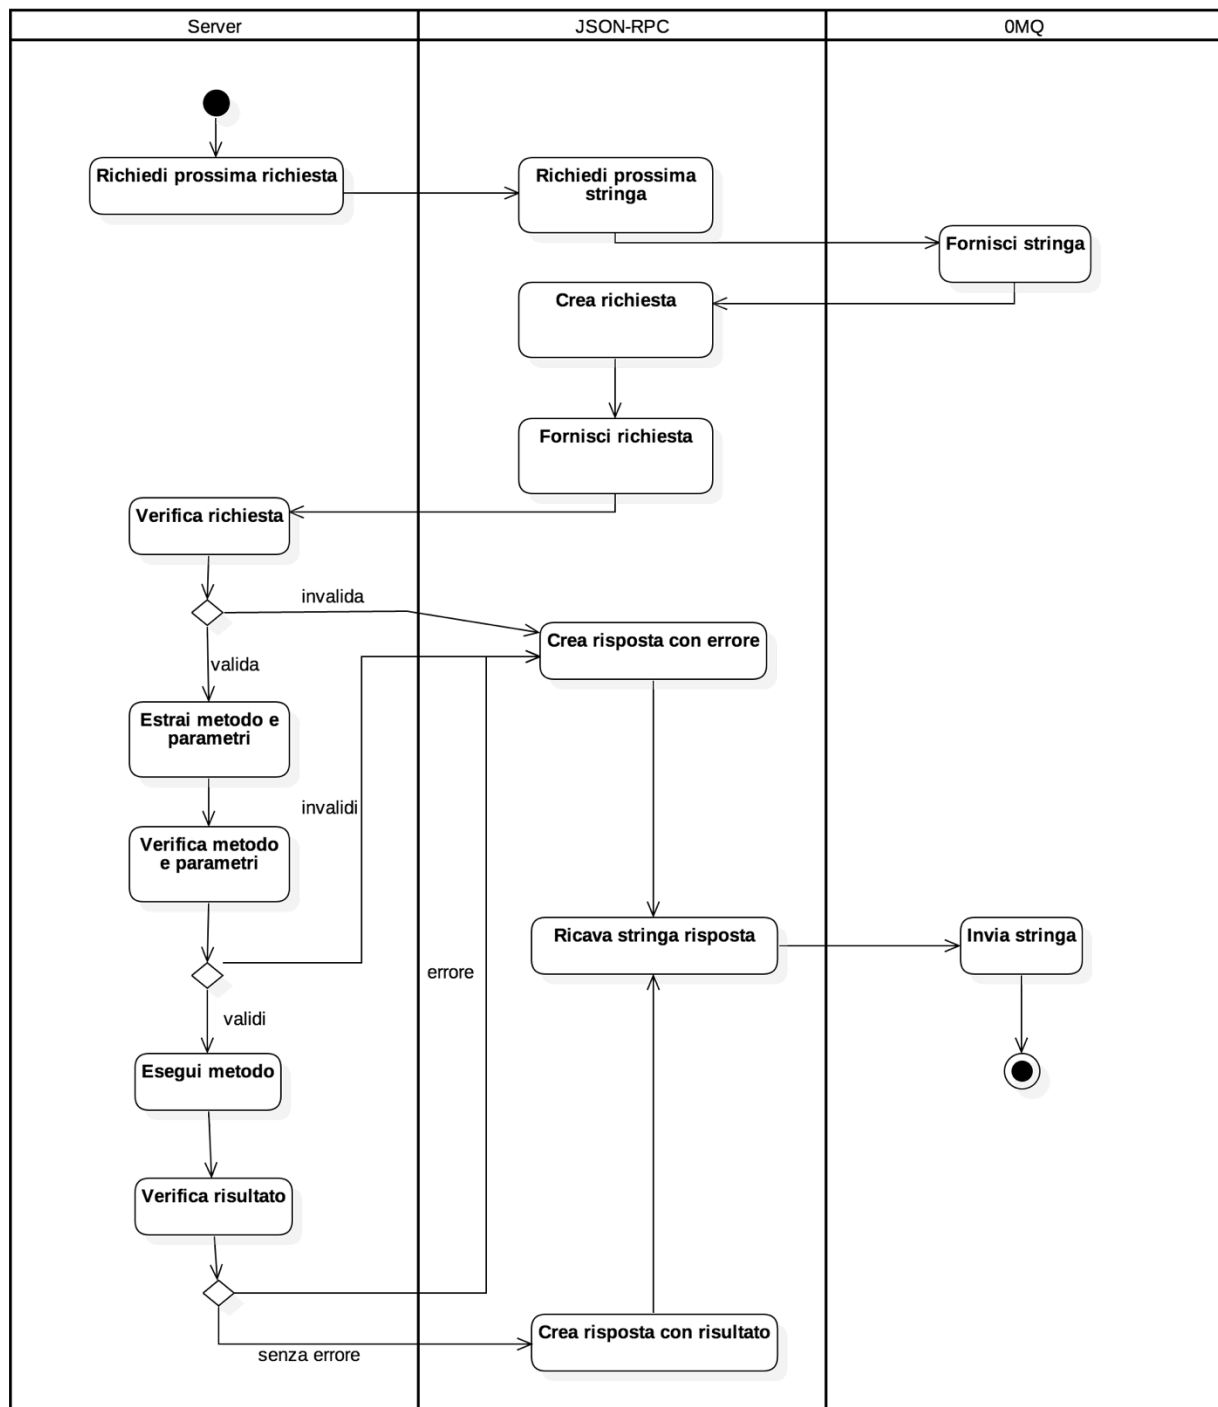 Server
JSON-RPC
0MQ
Richiedi prossima richiesta
Richiedi prossima
stringa
Fornisci stringa
Crea richiesta
Fornisci richiesta
Verifica richiesta
invalida
Crea risposta con errore
valida
Estrai metodo e
parametri
invalidi
Verifica metodo
e parametri
Ricava stringa risposta
Invia stringa
errore
validi
Esegui metodo
Verifica risultato
Crea risposta con risultato
senza errore